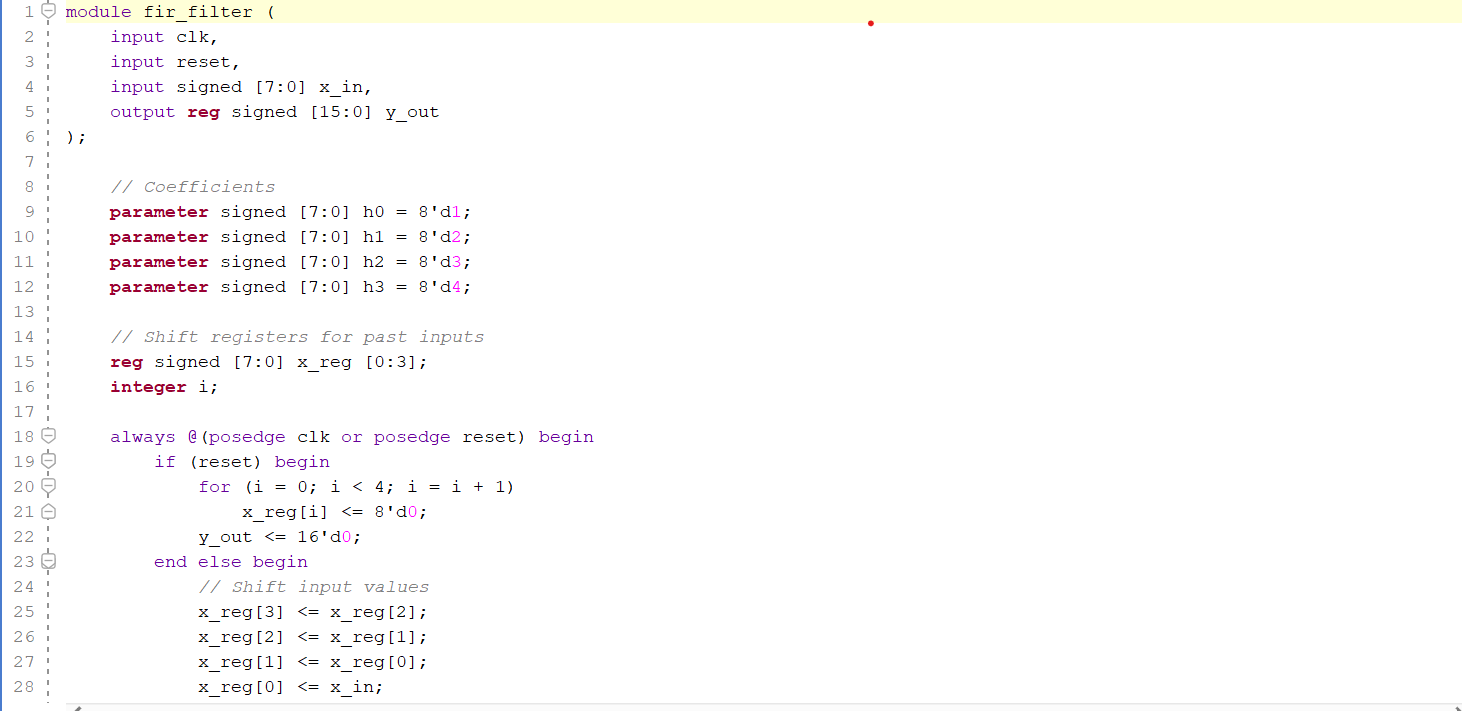 1 module fir_filter (
2 input clk,
3 input reset,
4 input signed [7:0] x_in,
5 output reg signed [15:0] y_out
6 );
7
8 // Coefficients
9 parameter signed [7:0] h0 = 8'd1;
10 parameter signed [7:0] h1 = 8'd2;
11 parameter signed [7:0] h2 = 8'd3;
12 parameter signed [7:0] h3 = 8'd4;
13
14 // Shift registers for past inputs
15 reg signed [7:0] x_reg [0:3];
16 integer i;
17
18 always @(posedge clk or posedge reset) begin
19 if (reset) begin
20 for (i = 0; i < 4; i = i + 1)
21 x_reg[i] <= 8'd0;
22 y_out <= 16'd0;
23 end else begin
24 // Shift input values
25 x_reg[3] <= x_reg[2];
26 x_reg[2] <= x_reg[1];
27 x_reg[1] <= x_reg[0];
28 x_reg[0] <= x_in;